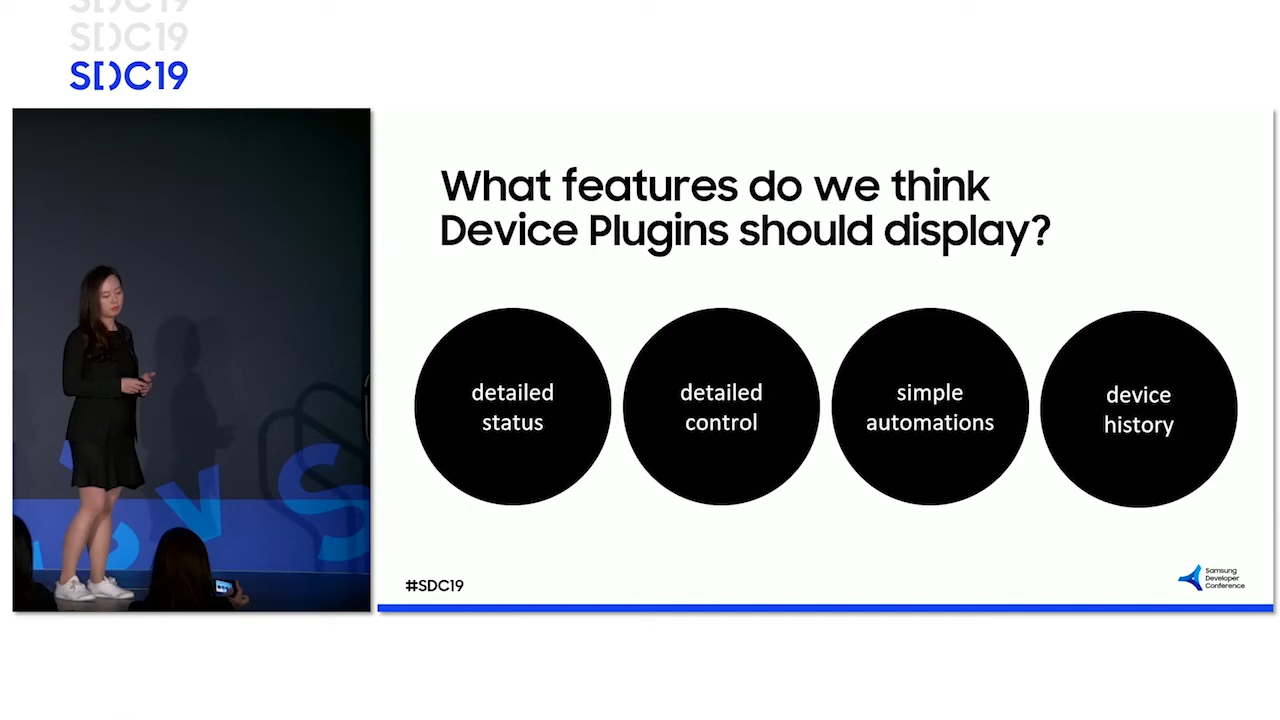 SDC19
SDC19
SDC19
What features do we think
Device Plugins should display?
detailed
status
detailed
control
simple
automations
device
history
#SDC19
Samsung
Developer
Conference